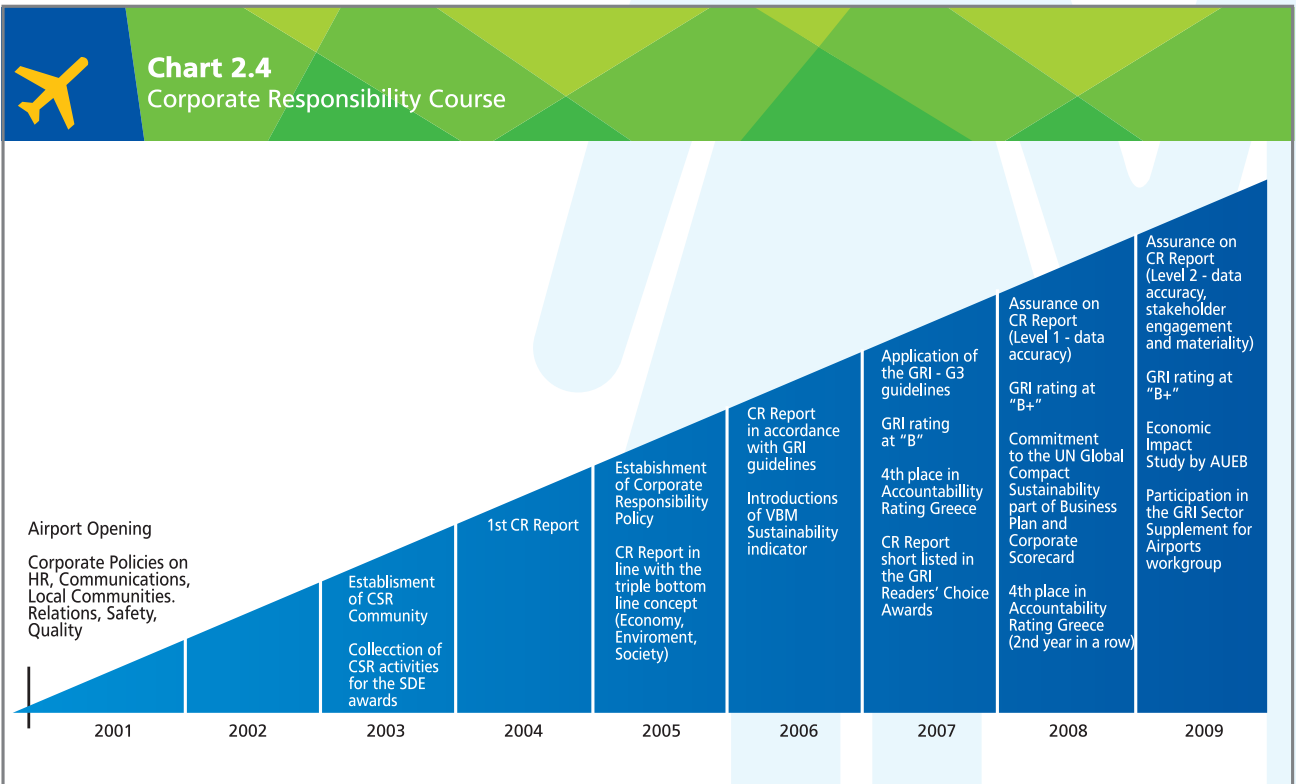 Chart 2.4
Corporate Responsibility Course
Airport Opening
Corporate Policies on
HR, Communications,
Local Communities.
Relations, Safety,
Quality
Establisment
of CSR
Community
Collecction of
CSR activities
for the SDE
awards
1st CR Report
Estabishment
of Corporate
Responsibility
Policy
CR Report in
line with the
triple bottom
line concept
(Economy,
Enviroment,
Society)
CR Report
in accordance
with GRI
guidelines
Introductions
of VBM
Sustainability
indicator
Application of
the GRI - G3
guidelines
GRI rating
at “B”
4th place in
Accountabillity
Rating Greece
CR Report
short listed in
the GRI
Readers’ Choice
Awards
Assurance on
CR Report
(Level 1 - data
accuracy)
GRI rating at
“B+”
Commitment
to the UN Global
Compact
Sustainability
part of Business
Plan and
Corporate
Scorecard
4th place in
Accountability
Rating Greece
(2nd year in a row)
Assurance on
CR Report
(Level 2 - data
accuracy,
stakeholder
engagement
and materiality)
GRI rating at
“B+”
Economic
Impact
Study by AUEB
Participation in
the GRI Sector
Supplement for
Airports
workgroup
2001
2002
2003
2004
2005
2006
2007
2008
2009